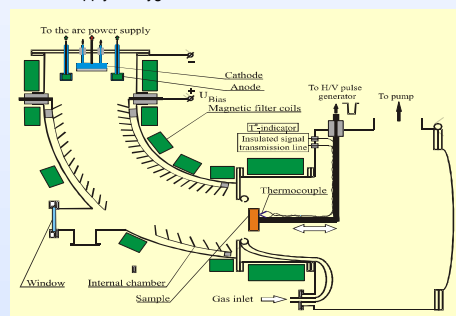 To the arc power supply
Cathode
Anode
U Bias
Magnetic filter coils
To H/V pulse
generator
To pump
T°-indicator
Insulated signal
transmission line
Thermocouple
Window
Internal chamber
Sample
Gas inlet